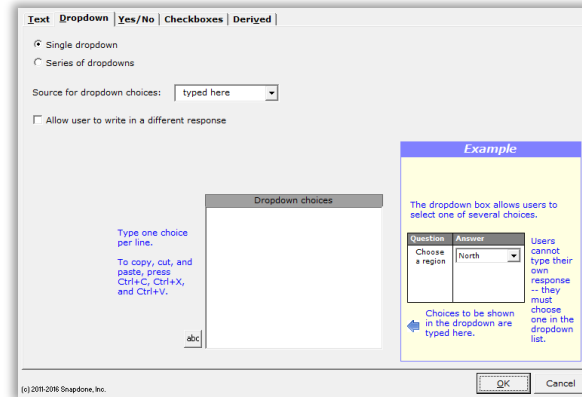 Text Dropdown Yes/No Checkboxes Derived
Single dropdown
Series of dropdowns
Source for dropdown choices: typed here
Allow user to write in a different response
Example
The dropdown box allows users to
select one of several choices.
Dropdown choices
Type one choice
per line.
To copy, cut, and
paste, press
Ctrl+C, Ctrl+X,
and Ctrl+V.
abc
Question Answer
Choose
a region
North
Users
cannot
type their
own
response
-- they
must
choose
one in the
dropdown
list.
Choices to be shown
in the dropdown are
typed here.
(c) 2011-2016 Snapdone, Inc.
OK Cancel